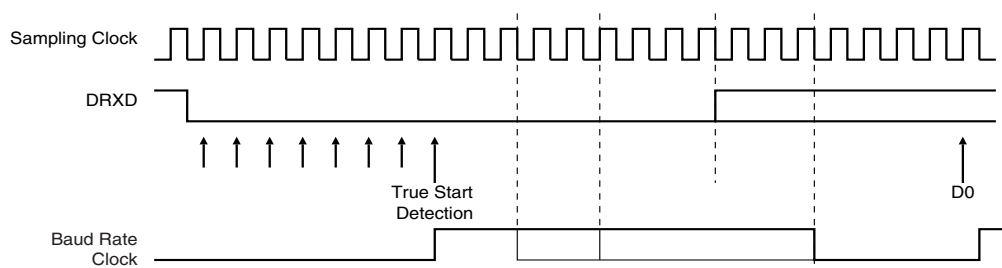 Sampling Clock
DRXD
True Start
Detection
D0
Baud Rate
Clock